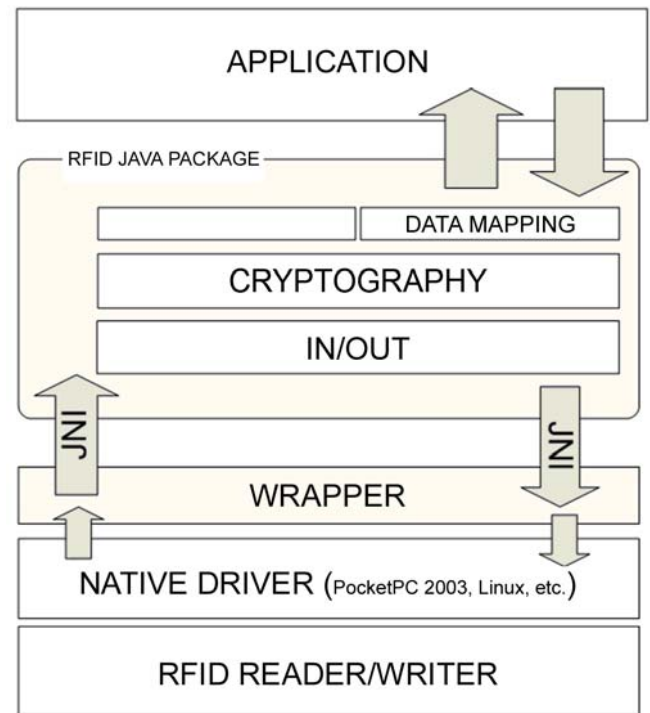 APPLICATION
RFID JAVA PACKAGE
DATA MAPPING
CRYPTOGRAPHY
IN/OUT
JNI
JNI
WRAPPER
NATIVE DRIVER (PocketPC 2003, Linux, etc.)
RFID READER/WRITER